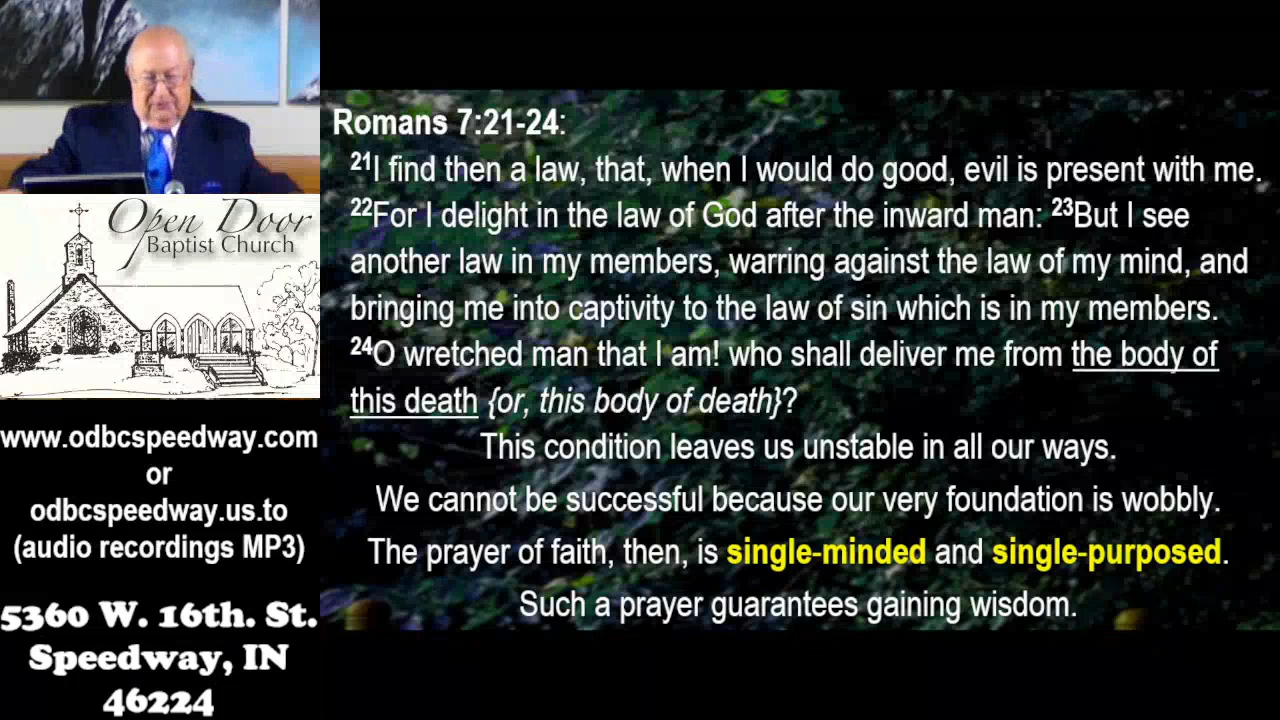 Open Door
Baptist Church
www.odbcspeedway.com
or
odbcspeedway.us.to
(audio recordings MP3)
5360 W. 16th. St.
Speedway, IN
46224
Romans 7:21-24:
21I find then a law, that, when I would do good, evil is present with me.
22For I delight in the law of God after the inward man: 23But I see
another law in my members, warring against the law of my mind, and
bringing me into captivity to the law of sin which is in my members.
24O wretched man that I am! who shall deliver me from the body of
this death {or, this body of death}?
This condition leaves us unstable in all our ways.
We cannot be successful because our very foundation is wobbly.
The prayer of faith, then, is single-minded and single-purposed.
Such a prayer guarantees gaining wisdom.